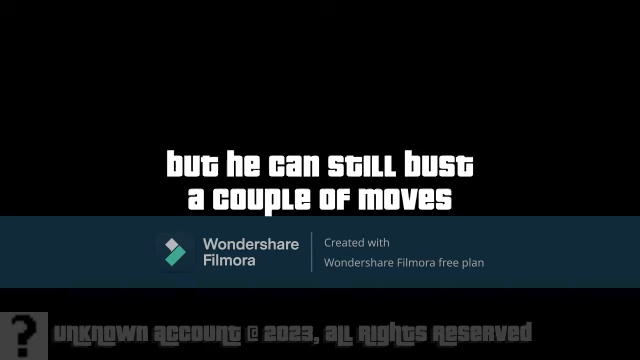 but he can still bust
a couple of moves
Wondershare
Filmora
Created with
Wondershare Filmora free plan
? unknown account @ 2023, all rights reserved